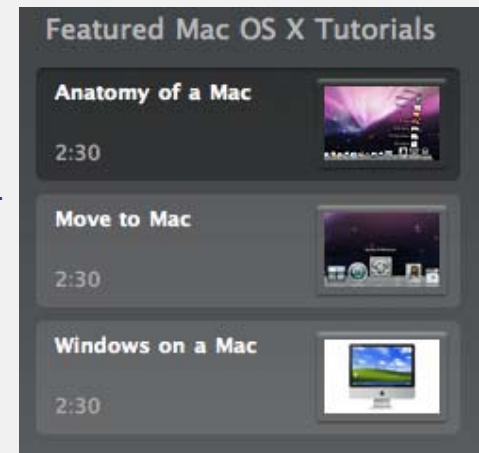 Featured Mac OS X Tutorials
Anatomy of a Mac
2:30
Move to Mac
2:30
Windows on a Mac
2:30